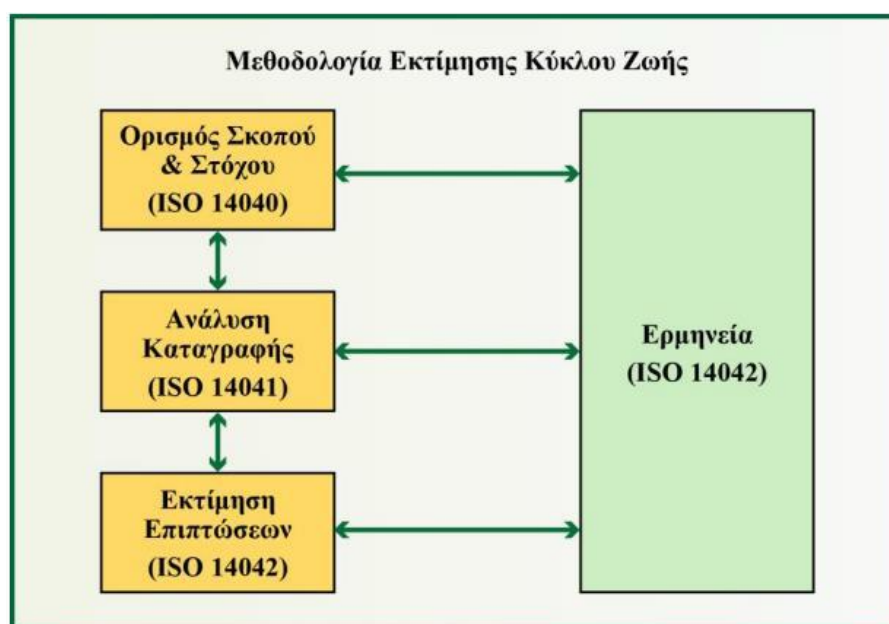 Μεθοδολογία Εκτίμησης Κύκλου Ζωής
Ορισμός Σκοπού
& Στόχου
(ISO 14040)
Ανάλυση
Καταγραφής
(ISO 14041)
Εκτίμηση
Επιπτώσεων
(ISO 14042)
Ερμηνεία
(ISO 14042)